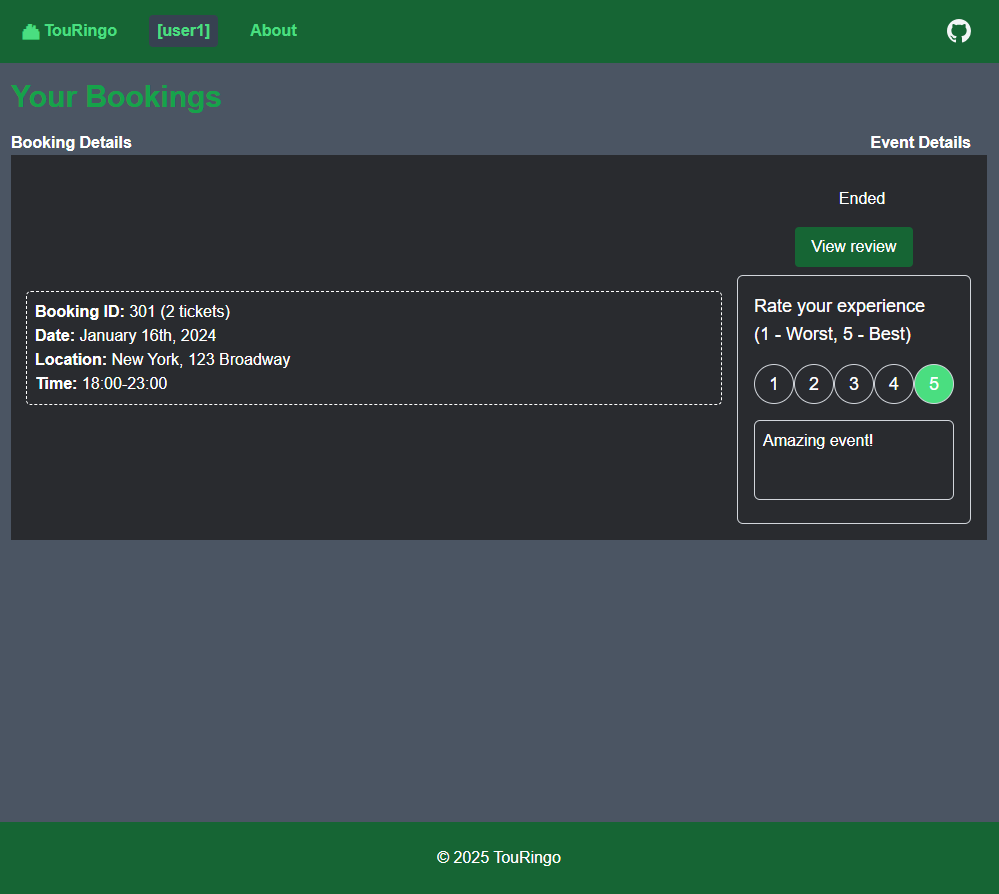 TouRingo [user1] About
Your Bookings
Booking Details Event Details
Ended
View review
Booking ID: 301 (2 tickets)
Date: January 16th, 2024
Location: New York, 123 Broadway
Time: 18:00-23:00
Rate your experience
(1 - Worst, 5 - Best)
1 2 3 4 5
Amazing event!
© 2025 TouRingo